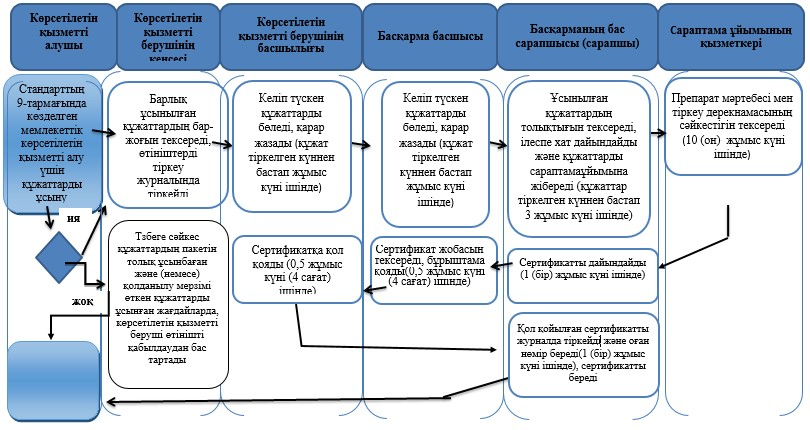 Көрсетілетін
қызметті
алушы
Көрсетілетін
қызметті
берушінің
кеңсесі
Көрсетілетін
қызметті берушінің
басшылығы
Басқарма басшысы
Басқарманың бас
сарапшысы (сарапшы)
Сараптама ұйымының
қызметкері
Стандарттың
9-тармағында
көзделген
мемлекеттік
көрсетілетін
қызметті алу
үшін
құжаттарды
ұсыну
Барлық
ұсынылған
құжаттардың бар-
жоғын тексереді,
өтініштерді
тіркеу
журналында
тіркейді
Келіп түскен
құжаттарды
бөледі, қарар
жазады (құжат
тіркелген күннен
бастап жұмыс
күні ішінде)
Келіп түскен
құжаттарды
бөледі, қарар
жазады (құжат
тіркелген
күннен бастап
жұмыс күні
ішінде)
Ұсынылған
құжаттардың
толықтығын тексереді,
ілеспе хат дайындайды
және құжаттарды
сараптамаұйымына
жібереді (құжаттар
тіркелген күннен бастап
3 жұмыс күні ішінде)
Препарат мәртебесі мен
тіркеу дерекнамасының
сәйкестігін тексереді
(10 (он) жұмыс күні
ішінде)
ия
жоқ
Тзбеге сәйкес
құжаттардың пакетін
толық ұсынбаған
және (немесе)
қолданылу мерзімі
өткен құжаттарды
ұсынған жағдайларда,
көрсетілетін қызметті
беруші өтінішті
қабылдаудан бас
тартады
Сертификатқа қол
қояды (0,5 жұмыс
күні (4 сағат)
ішінде)
Сертификат жобасын
тексереді, бұрыштама
қояды(0,5 жұмыс күні
(4 сағат) ішінде)
Сертификатты дайындайды
(1 (бір) жұмыс күні ішінде)
Қол қойылған сертификатты
журналда тіркейді және оған
нөмір береді(1 (бір) жұмыс
күні ішінде), сертификатты
береді